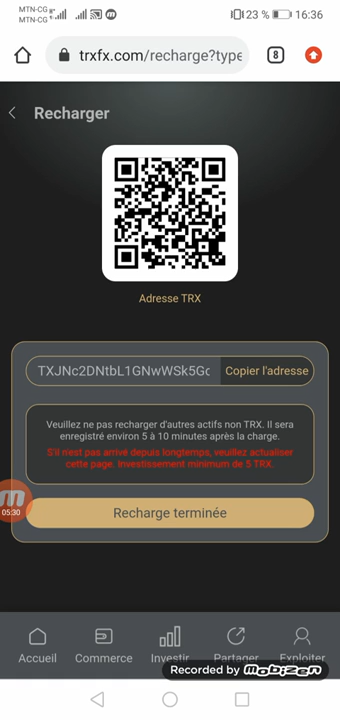 MTN-CG
MTN-CG
23 % 16:36
trxfx.com/recharge?type
8
Recharger
Adresse TRX
TXJNc2DNtbL1GNwWSk5Gc
Copier l'adresse
Veuillez ne pas recharger d'autres actifs non TRX. Il sera
enregistré environ 5 à 10 minutes après la charge.
S'il n'est pas arrivé depuis longtemps, veuillez actualiser
cette page. Investissement minimum de 5 TRX.
05:30
Recharge terminée
Accueil Commerce Investir Partager Exploiter
Recorded by mobizen